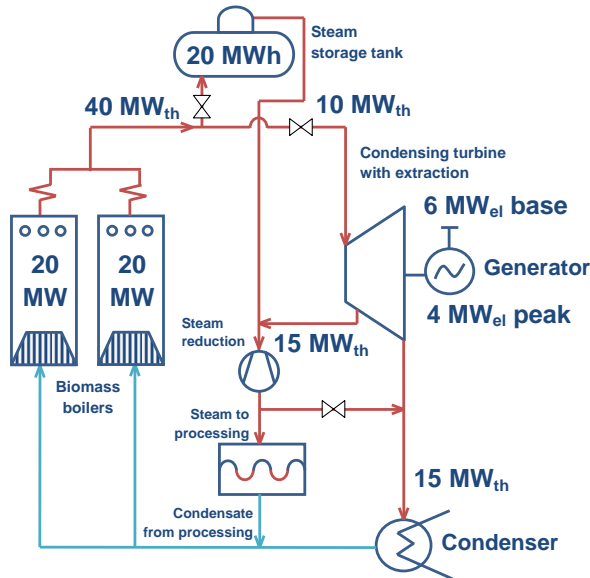 Steam
storage tank
20 MWh
40 MWth
10 MWth
Condensing turbine
with extraction
6 MWel base
20
MW
20
MW
Generator
4 MWel peak
Steam
reduction
15 MWth
Biomass
boilers
Steam to
processing
15 MWth
Condensate
from processing
Condenser